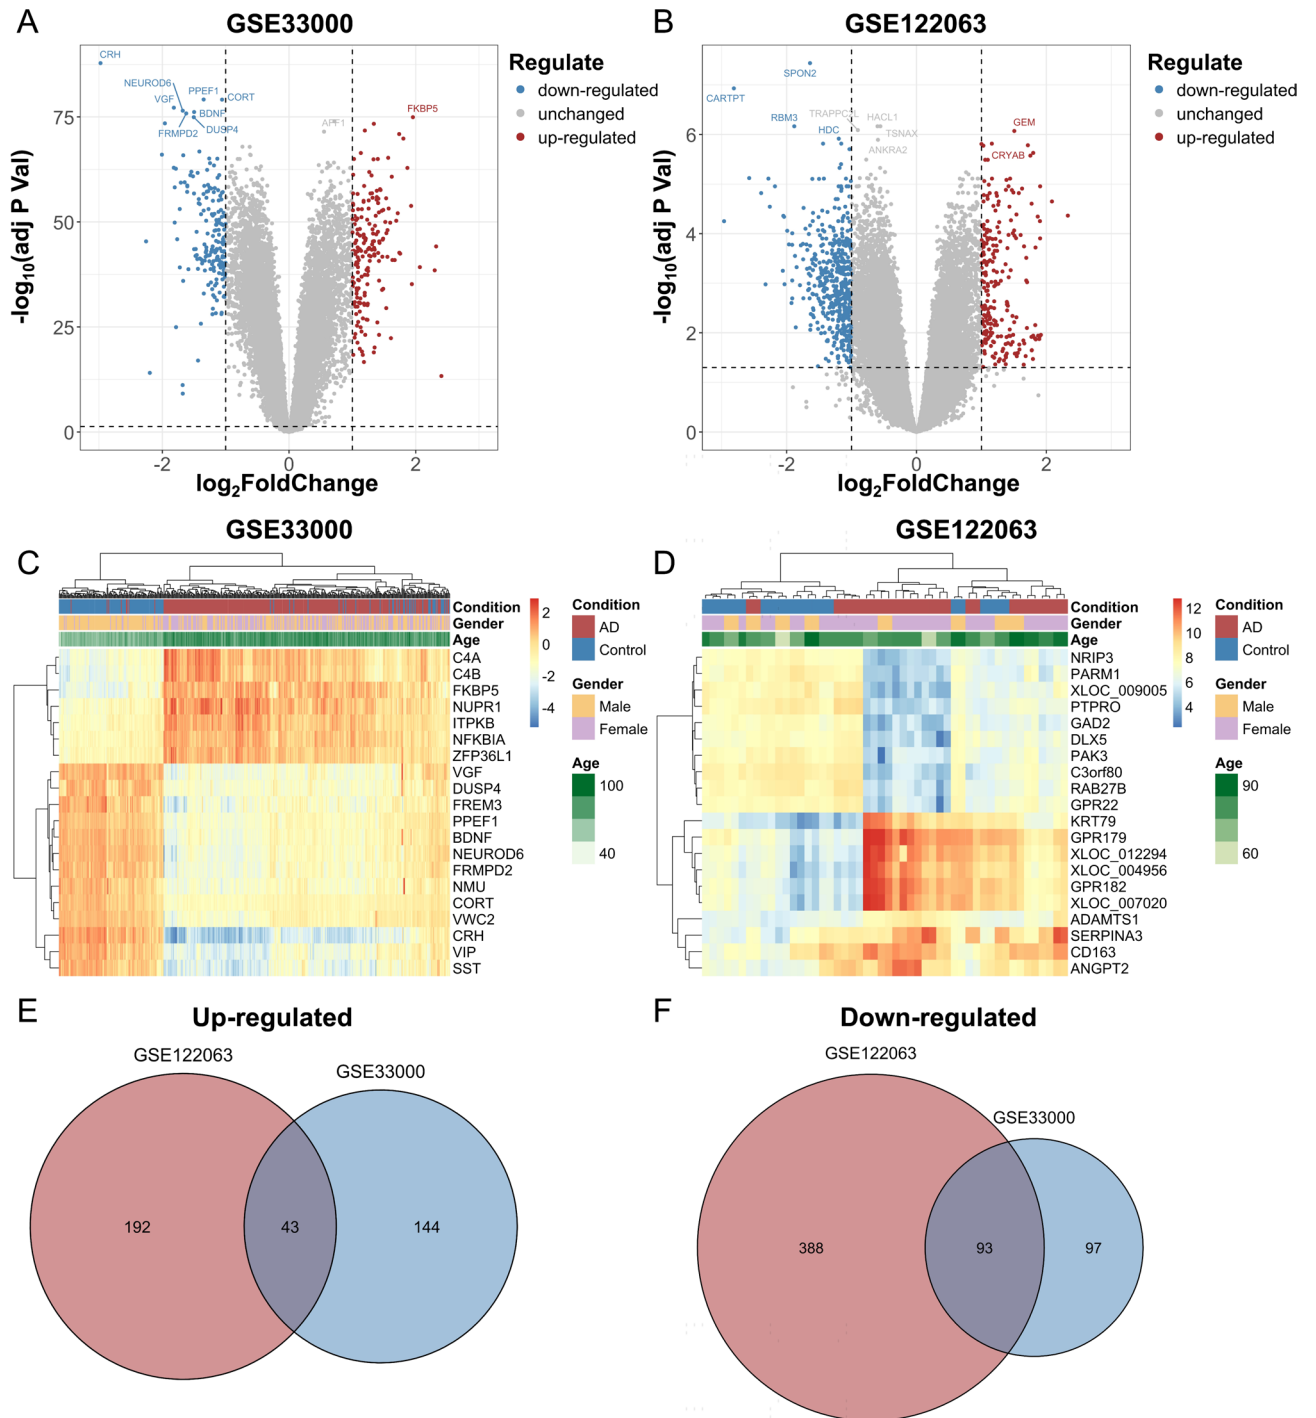 A
GSE33000
CRH
NEUROD6
PPEF1
VGF
CORT
BDNF
FRMPD2
DUSP4
FKBP5
75
50
25
0
-2
0
2
-log10(adj P Val)
log2FoldChange
Regulate
down-regulated
unchanged
up-regulated
B
GSE122063
SPON2
CARTPT
TRAPPC2L
HACL1
RBM3
HDC
TSNAX
ANKRA2
GEM
CRYAB
6
4
2
0
-2
0
2
-log10(adj P Val)
log2FoldChange
Regulate
down-regulated
unchanged
up-regulated
C
GSE33000
Condition
Gender
Age
C4A
C4B
FKBP5
NUPR1
ITPKB
NFKBIA
ZFP36L1
VGF
DUSP4
FREM3
PPEF1
BDNF
NEUROD6
FRMPD2
NMU
CORT
VWC2
CRH
VIP
SST
2
0
-2
-4
Condition
AD
Control
Gender
Male
Female
Age
100
40
D
GSE122063
Condition
Gender
Age
NRIP3
PARM1
XLOC_009005
PTPRO
GAD2
DLX5
PAK3
C3orf80
RAB27B
GPR22
KRT79
GPR179
XLOC_012294
XLOC_004956
GPR182
XLOC_007020
ADAMTS1
SERPINA3
CD163
ANGPT2
12
10
8
6
4
Condition
AD
Control
Gender
Male
Female
Age
90
60
E
Up-regulated
GSE122063
GSE33000
192
43
144
F
Down-regulated
GSE122063
GSE33000
388
93
97